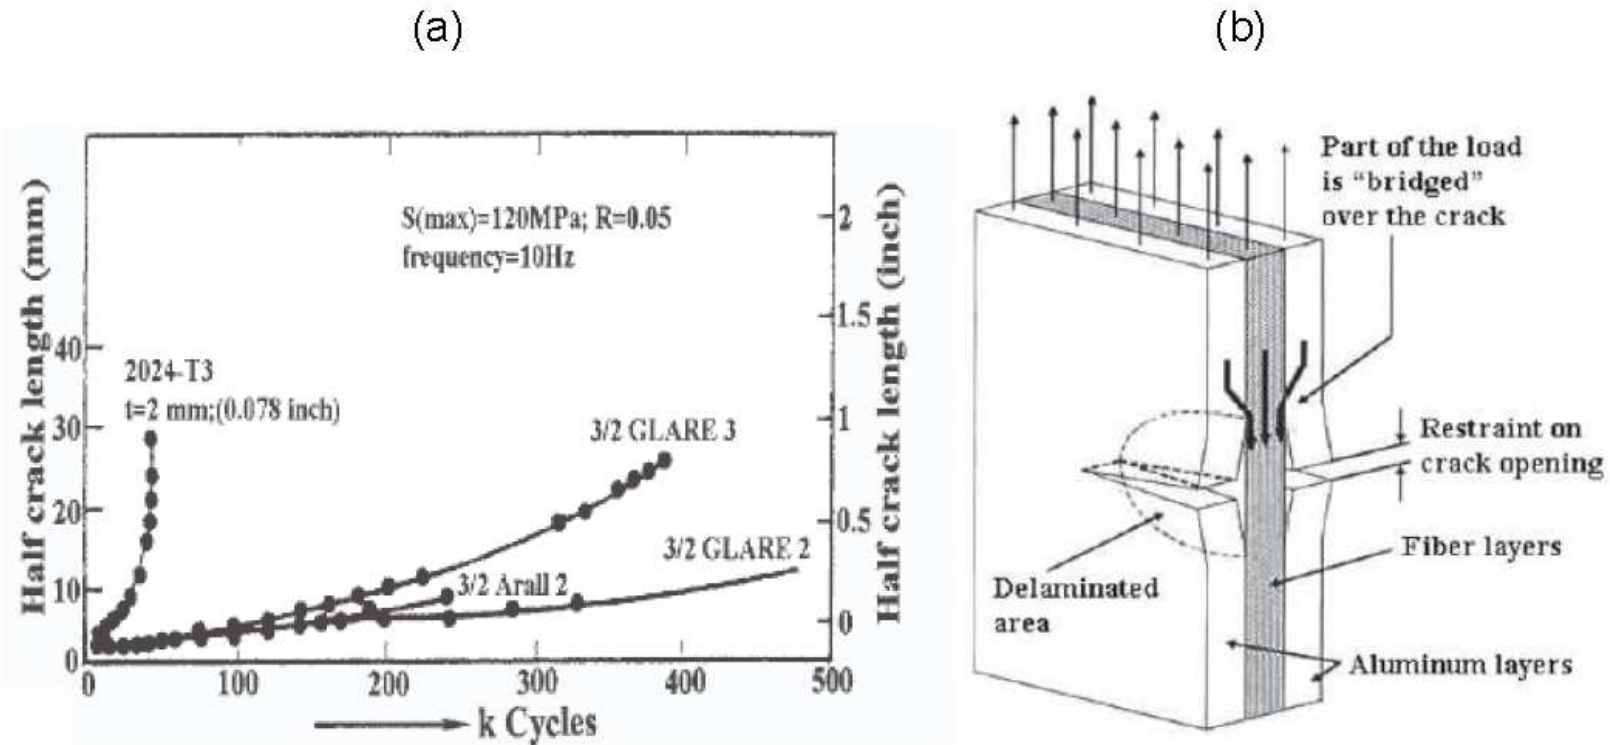 (a)
(b)
Half crack length (mm)
40
30
20
10
0
0
100
200
300
400
500
k Cycles
Half crack length (inch)
2
1.5
1
0.5
0
S(max)=120MPa; R=0.05
frequency=10Hz
2024-T3
t=2 mm;(0.078 inch)
3/2 GLARE 3
3/2 GLARE 2
3/2 Arall 2
Part of the load
is “bridged”
over the crack
Restraint on
crack opening
Fiber layers
Delaminated
area
Aluminum layers